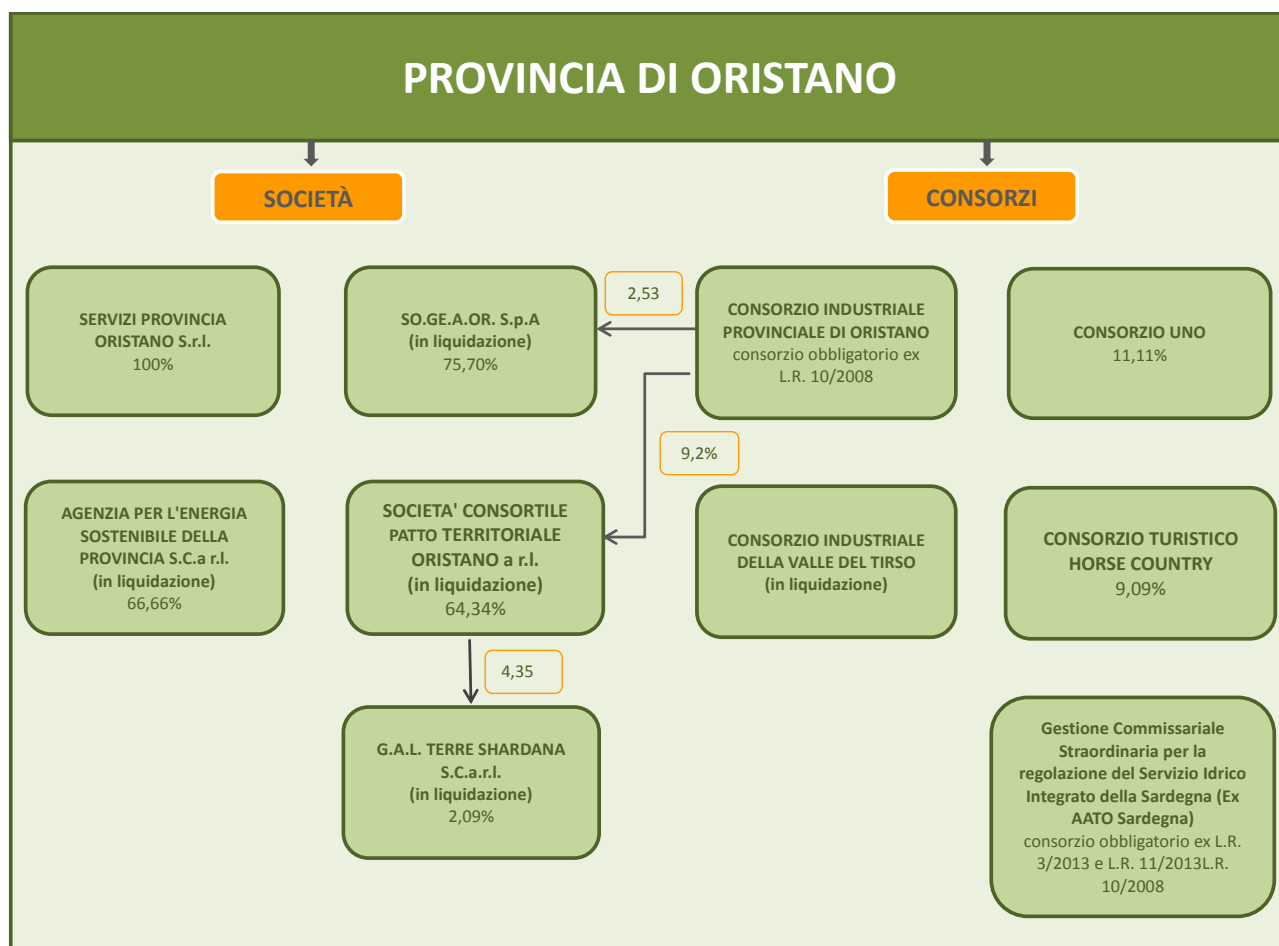 PROVINCIA DI ORISTANO
SOCIETÀ
CONSORZI
SERVIZI PROVINCIA
ORISTANO S.r.l.
100%
SO.GE.A.OR. S.p.A
(in liquidazione)
75,70%
2,53
CONSORZIO INDUSTRIALE
PROVINCIALE DI ORISTANO
consorzio obbligatorio ex
L.R. 10/2008
CONSORZIO UNO
11,11%
9,2%
AGENZIA PER L'ENERGIA
SOSTENIBILE DELLA
PROVINCIA S.C.a r.l.
(in liquidazione)
66,66%
SOCIETA' CONSORTILE
PATTO TERRITORIALE
ORISTANO a r.l.
(in liquidazione)
64,34%
CONSORZIO INDUSTRIALE
DELLA VALLE DEL TIRSO
(in liquidazione)
CONSORZIO TURISTICO
HORSE COUNTRY
9,09%
4,35
G.A.L. TERRE SHARDANA
S.C.a.r.l.
(in liquidazione)
2,09%
Gestione Commissariale
Straordinaria per la
regolazione del Servizio Idrico
Integrato della Sardegna (Ex
AATO Sardegna)
consorzio obbligatorio ex L.R.
3/2013 e L.R. 11/2013L.R.
10/2008